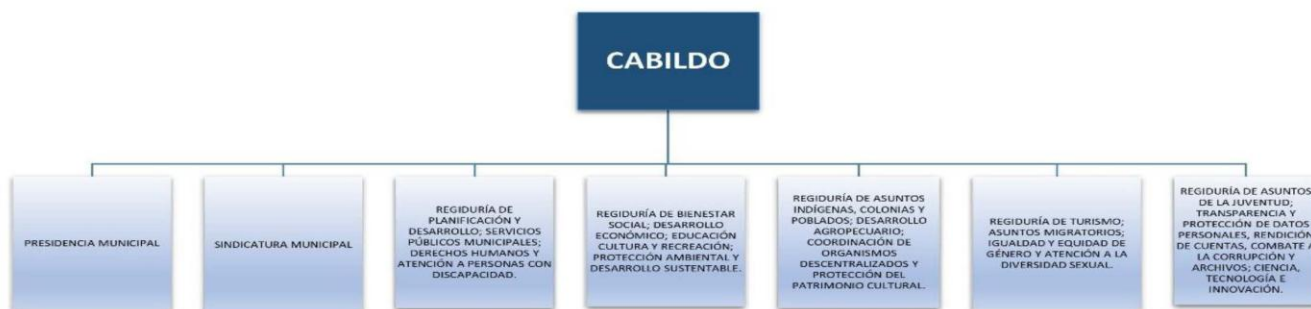 CABILDO
PRESIDENCIA MUNICIPAL
SINDICATURA MUNICIPAL
REGIDURÍA DE
PLANIFICACIÓN Y
DESARROLLO; SERVICIOS
PÚBLICOS MUNICIPALES;
DERECHOS HUMANOS Y
ATENCIÓN A PERSONAS CON
DISCAPACIDAD.
REGIDURÍA DE BIENESTAR
SOCIAL; DESARROLLO
ECONÓMICO; EDUCACIÓN
CULTURA Y RECREACIÓN;
PROTECCIÓN AMBIENTAL Y
DESARROLLO SUSTENTABLE.
REGIDURÍA DE ASUNTOS
INDÍGENAS, COLONIAS Y
POBLADOS; DESARROLLO
AGROPECUARIO;
COORDINACIÓN DE
ORGANISMOS
DESCENTRALIZADOS Y
PROTECCIÓN DEL
PATRIMONIO CULTURAL.
REGIDURÍA DE TURISMO;
ASUNTOS MIGRATORIOS;
IGUALDAD Y EQUIDAD DE
GÉNERO Y ATENCIÓN A LA
DIVERSIDAD SEXUAL.
REGIDURÍA DE ASUNTOS
DE LA JUVENTUD;
TRANSPARENCIA Y
PROTECCIÓN DE DATOS
PERSONALES, RENDICIÓN
DE CUENTAS, COMBATE A
LA CORRUPCIÓN Y
ARCHIVOS; CIENCIA,
TECNOLOGÍA E
INNOVACIÓN.